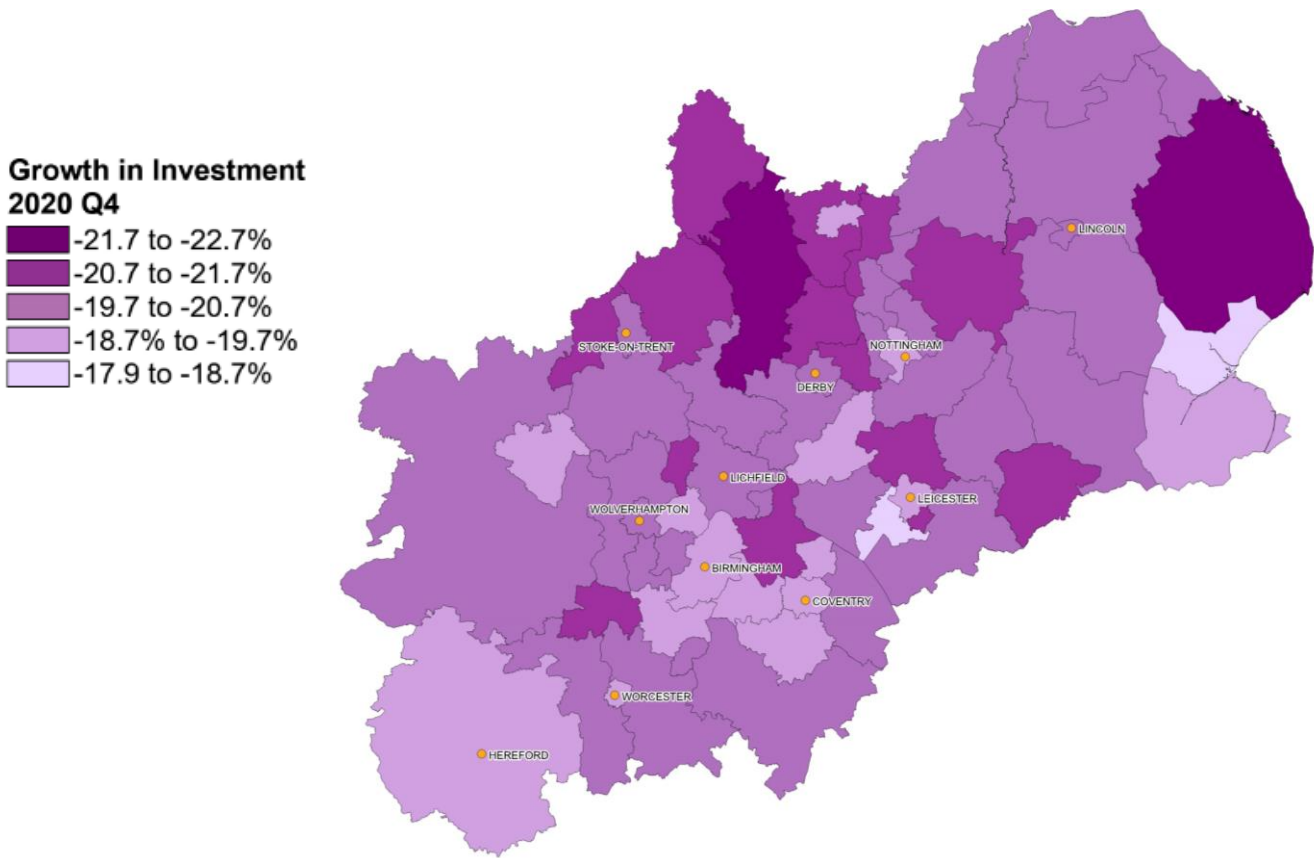 Growth in Investment
2020 Q4
-21.7 to -22.7%
-20.7 to -21.7%
-19.7 to -20.7%
-18.7% to -19.7%
-17.9 to -18.7%
LINCOLN
STOKE-ON-TRENT
NOTTINGHAM
DERBY
LICHFIELD
LEICESTER
WOLVERHAMPTON
BIRMINGHAM
COVENTRY
WORCESTER
HEREFORD